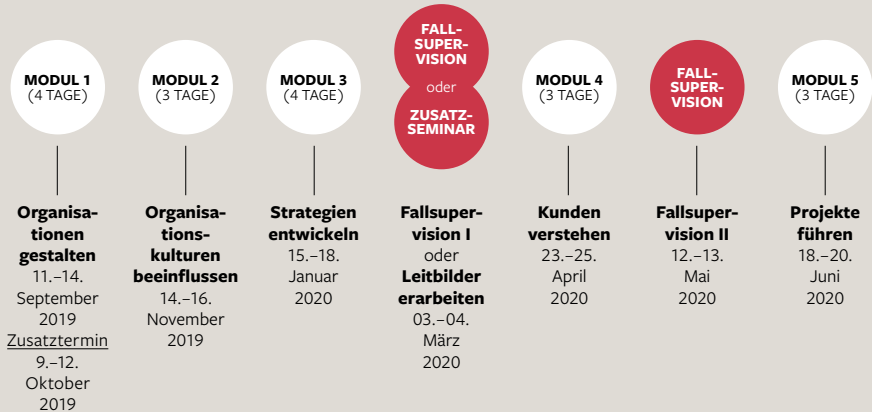 MODUL 1
(4 TAGE)
MODUL 2
(3 TAGE)
MODUL 3
(4 TAGE)
FALL-
SUPER-
VISION
oder
ZUSATZ-
SEMINAR
MODUL 4
(3 TAGE)
FALL-
SUPER-
VISION
MODUL 5
(3 TAGE)
Organisa-
tionen
gestalten
11.–14.
September
2019
Zusatztermin
9.–12.
Oktober
2019
Organisa-
tions-
kulturen
beeinflussen
14.–16.
November
2019
Strategien
entwickeln
15.–18.
Januar
2020
Fallsuper-
vision I
oder
Leitbilder
erarbeiten
03.–04.
März
2020
Kunden
verstehen
23.–25.
April
2020
Fallsuper-
vision II
12.–13.
Mai
2020
Projekte
führen
18.–20.
Juni
2020